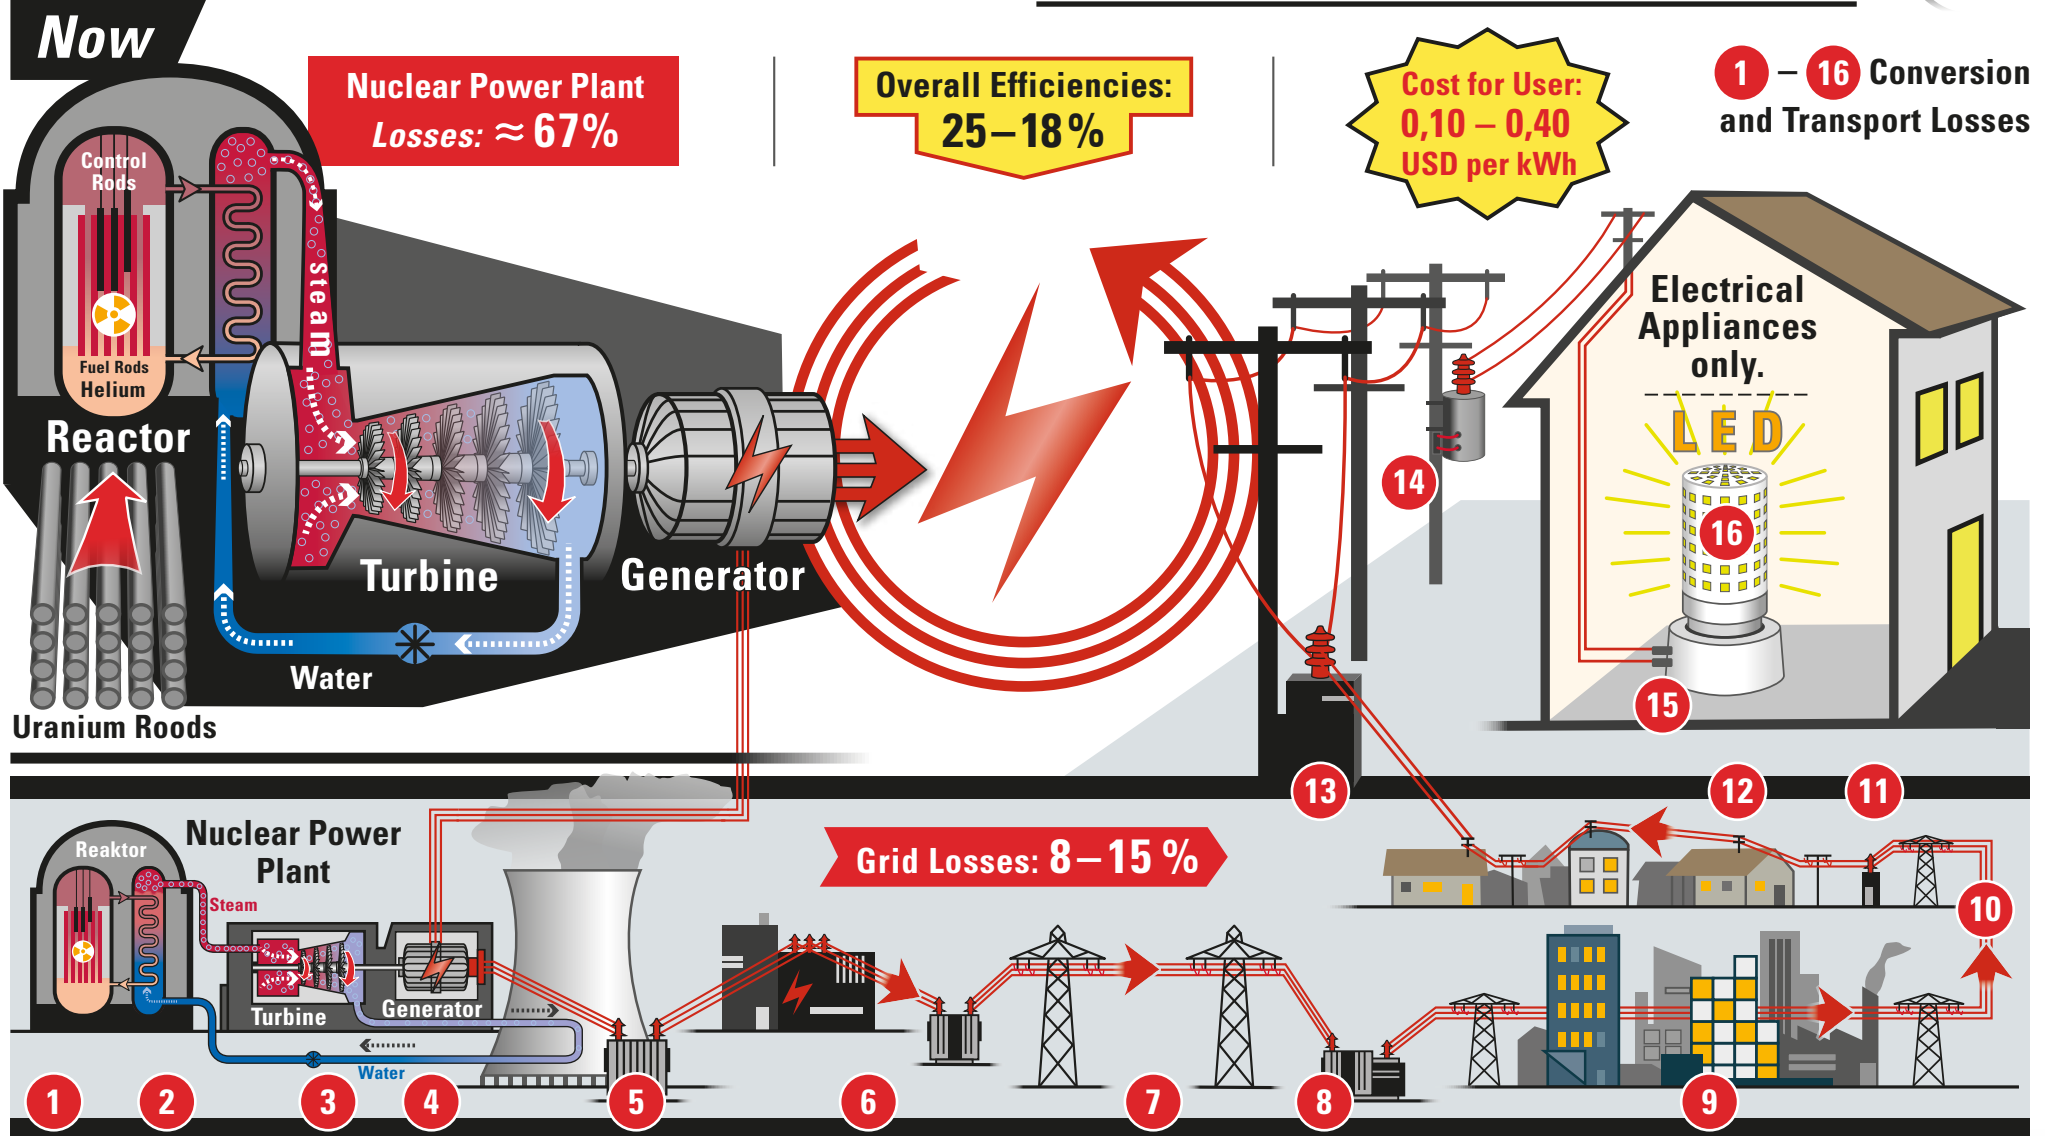 Now
Nuclear Power Plant
Losses: ≈ 67%
Overall Efficiencies:
25–18%
Cost for User:
0,10 – 0,40
USD per kWh
1 – 16 Conversion
and Transport Losses
Control
Rods
Steam
Fuel Rods
Helium
Reactor
Turbine
Generator
Water
Uranium Roods
Electrical
Appliances
only.
LED
14
16
15
13
12
11
Nuclear Power
Plant
Reaktor
Steam
Turbine
Generator
Water
Grid Losses: 8–15 %
10
1
2
3
4
5
6
7
8
9